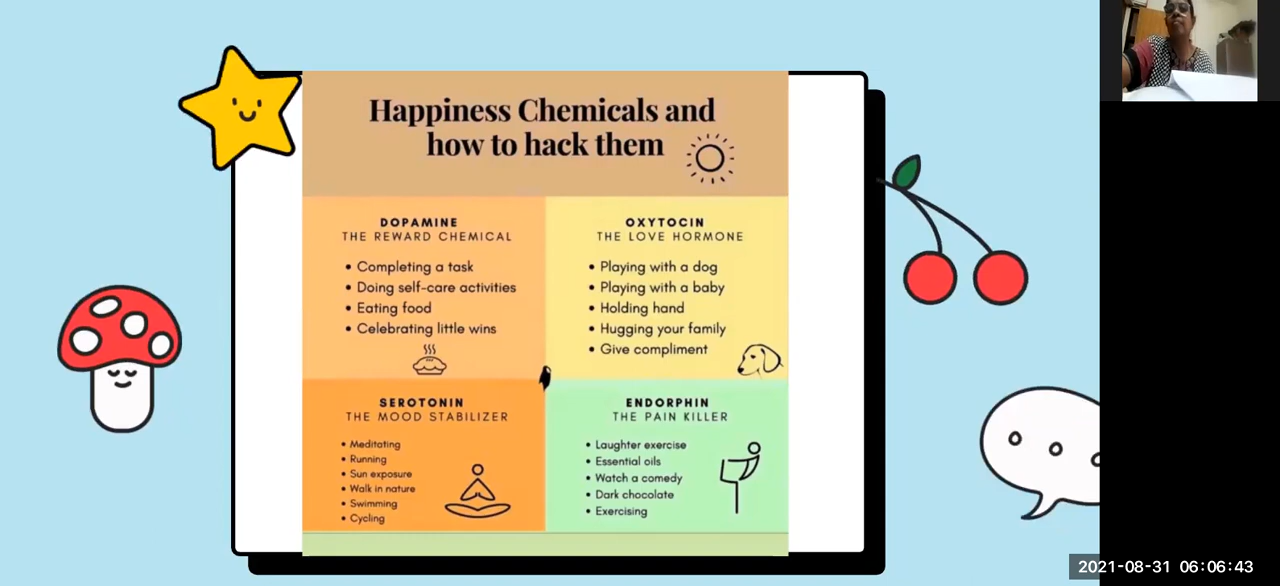 Happiness Chemicals and
how to hack them
DOPAMINE
THE REWARD CHEMICAL
• Completing a task
• Doing self-care activities
• Eating food
• Celebrating little wins
OXYTOCIN
THE LOVE HORMONE
• Playing with a dog
• Playing with a baby
• Holding hand
• Hugging your family
• Give compliment
SEROTONIN
THE MOOD STABILIZER
• Meditating
• Running
• Sun exposure
• Walk in nature
• Swimming
• Cycling
ENDORPHIN
THE PAIN KILLER
• Laughter exercise
• Essential oils
• Watch a comedy
• Dark chocolate
• Exercising
2021-08-31 06:06:43